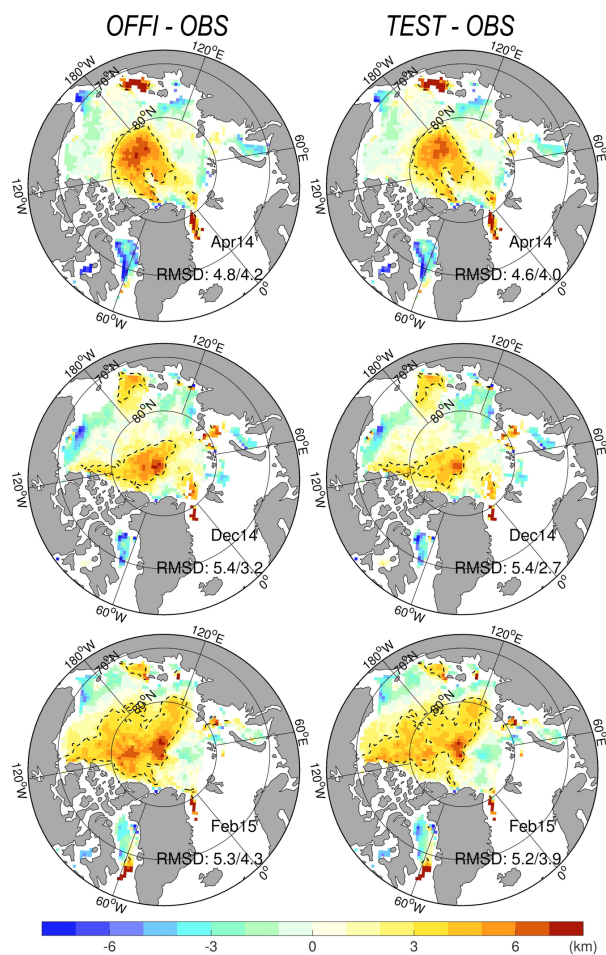 OFFI - OBS
TEST - OBS
120°E
180°W
70°N
80°N
60°E
120°W
Apr14
RMSD: 4.8/4.2
0°
60°W
120°E
180°W
70°N
80°N
60°E
120°W
Apr14
RMSD: 4.6/4.0
0°
60°W
120°E
180°W
70°N
80°N
60°E
120°W
Dec14
RMSD: 5.4/3.2
0°
60°W
120°E
180°W
70°N
80°N
60°E
120°W
Dec14
RMSD: 5.4/2.7
0°
60°W
120°E
180°W
70°N
80°N
60°E
120°W
Feb15
RMSD: 5.3/4.3
0°
60°W
120°E
180°W
70°N
80°N
60°E
120°W
Feb15
RMSD: 5.2/3.9
0°
60°W
-6 -3 0 3 6 (km)